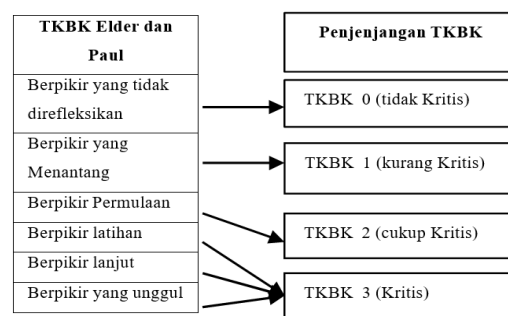 TKBK Elder dan
Paul
Berpikir yang tidak
direfleksikan
Berpikir yang
Menantang
Berpikir Permulaan
Berpikir latihan
Berpikir lanjut
Berpikir yang unggul
Penjenjangan TKBK
TKBK 0 (tidak Kritis)
TKBK 1 (kurang Kritis)
TKBK 2 (cukup Kritis)
TKBK 3 (Kritis)